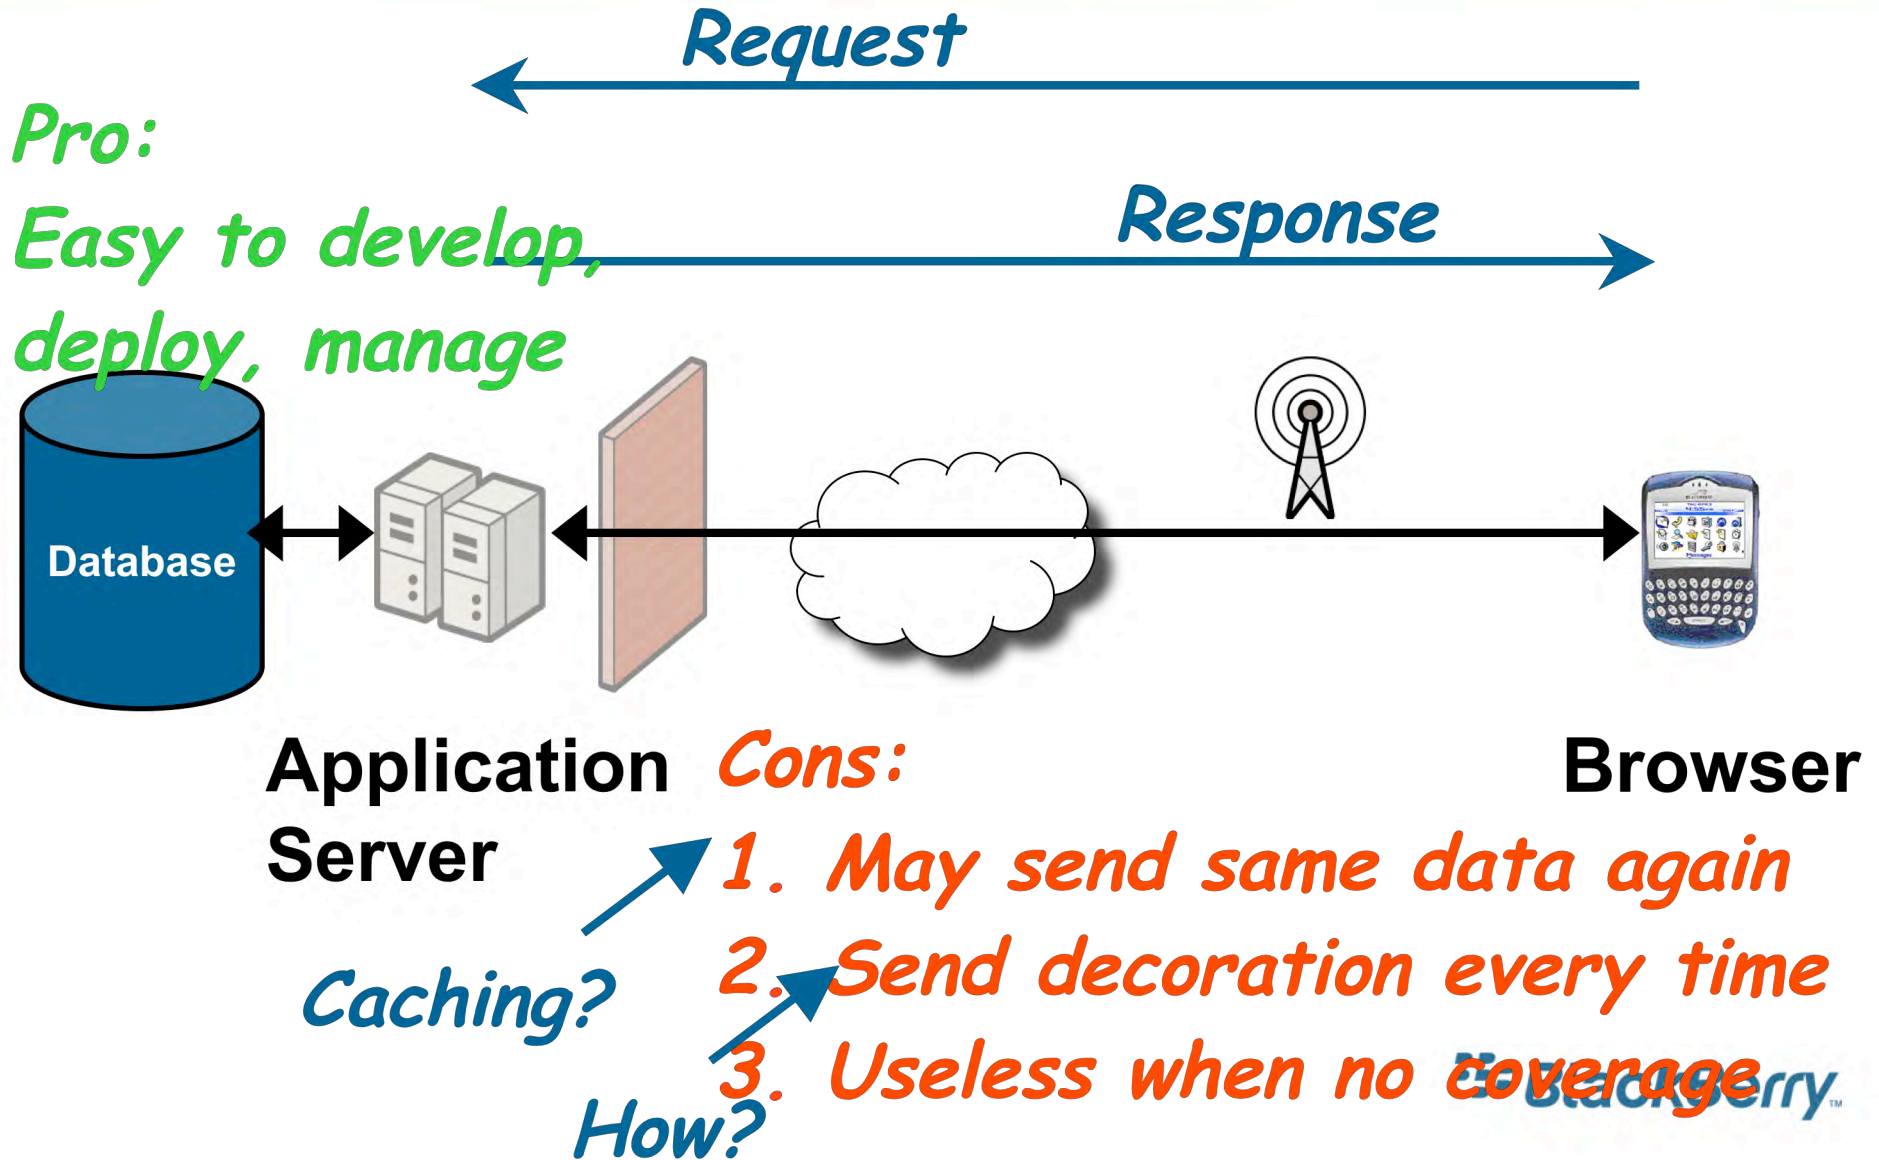 Request
Pro:
Easy to develop,
deploy, manage
Response
Database
Application
Server
Browser
Cons:
1. May send same data again
2. Send decoration every time
3. Useless when no coverage
Caching?
How?
BlackBerry™